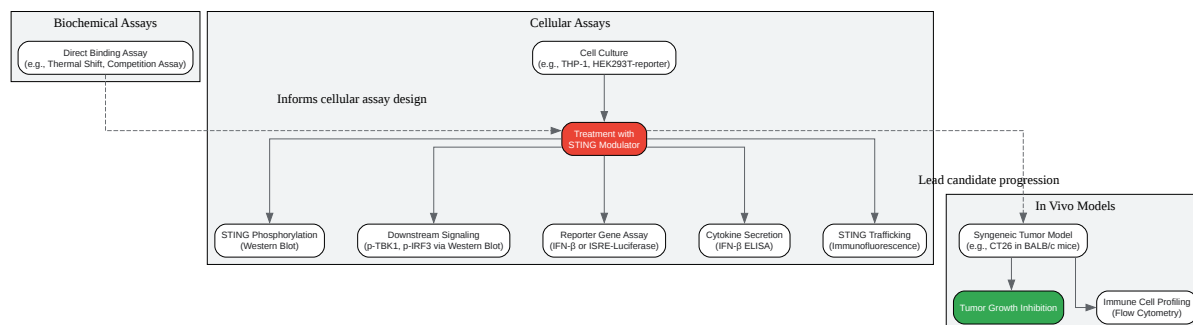 Biochemical Assays
Direct Binding Assay
(e.g., Thermal Shift, Competition Assay)
Cellular Assays
Cell Culture
(e.g., THP-1, HEK293T-reporter)
Informs cellular assay design
Treatment with
STING Modulator
STING Phosphorylation
(Western Blot)
Downstream Signaling
(p-TBK1, p-IRF3 via Western Blot)
Reporter Gene Assay
(IFN-β or ISRE-Luciferase)
Cytokine Secretion
(IFN-β ELISA)
STING Trafficking
(Immunofluorescence)
Lead candidate progression
In Vivo Models
Syngeneic Tumor Model
(e.g., CT26 in BALB/c mice)
Tumor Growth Inhibition
Immune Cell Profiling
(Flow Cytometry)